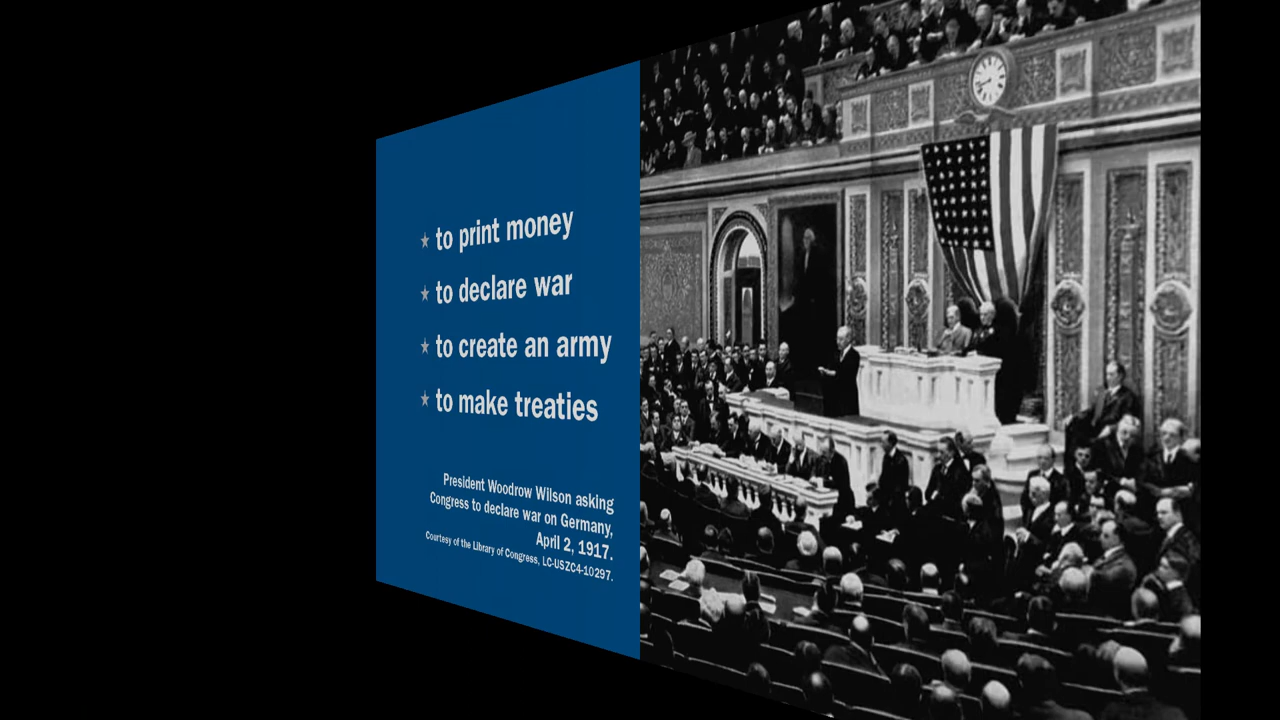 ★ to print money
★ to declare war
★ to create an army
★ to make treaties
President Woodrow Wilson asking
Congress to declare war on Germany,
April 2, 1917.
Courtesy of the Library of Congress, LC-USZC4-10297.